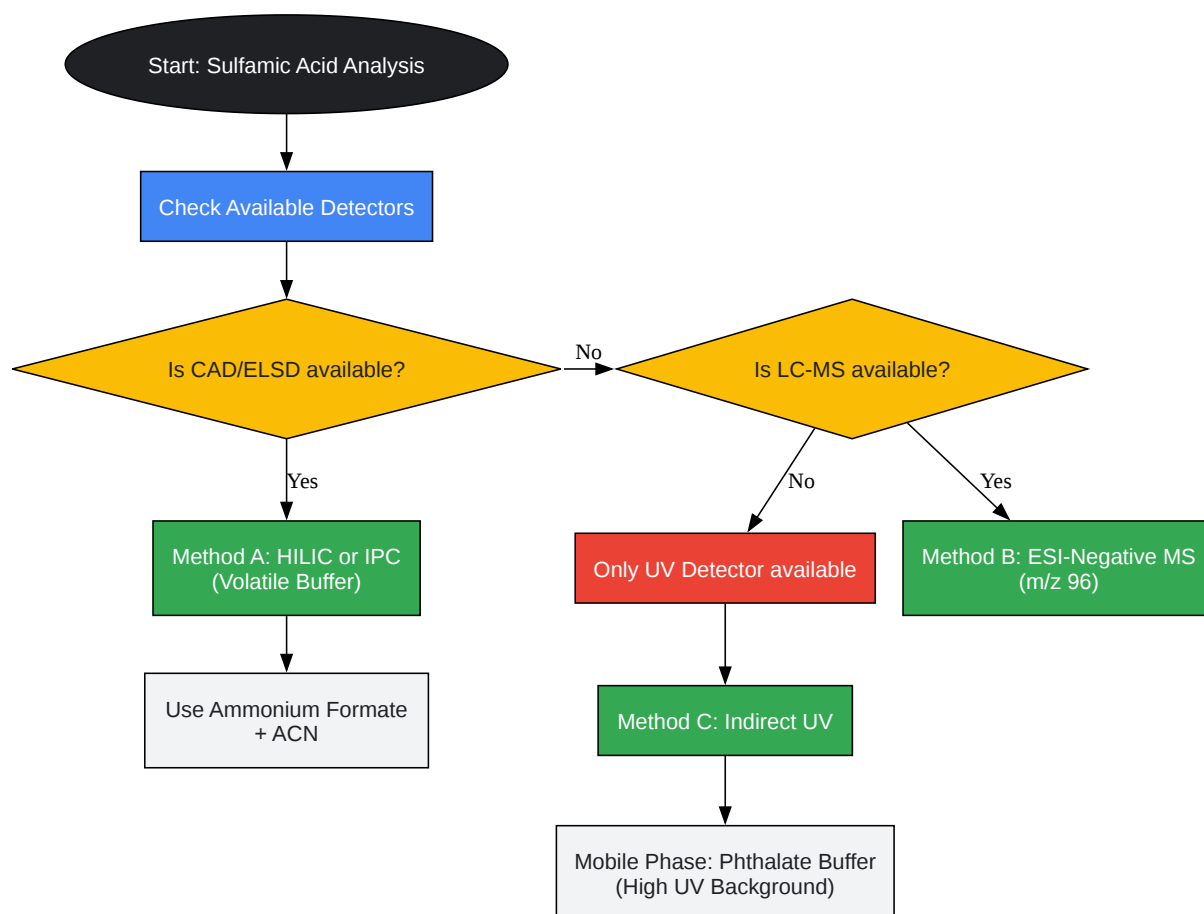 Start: Sulfamic Acid Analysis
Check Available Detectors
Is CAD/ELSD available?
No
Is LC-MS available?
Yes
No
Yes
Method A: HILIC or IPC
(Volatile Buffer)
Only UV Detector available
Method B: ESI-Negative MS
(m/z 96)
Use Ammonium Formate
+ ACN
Method C: Indirect UV
Mobile Phase: Phthalate Buffer
(High UV Background)